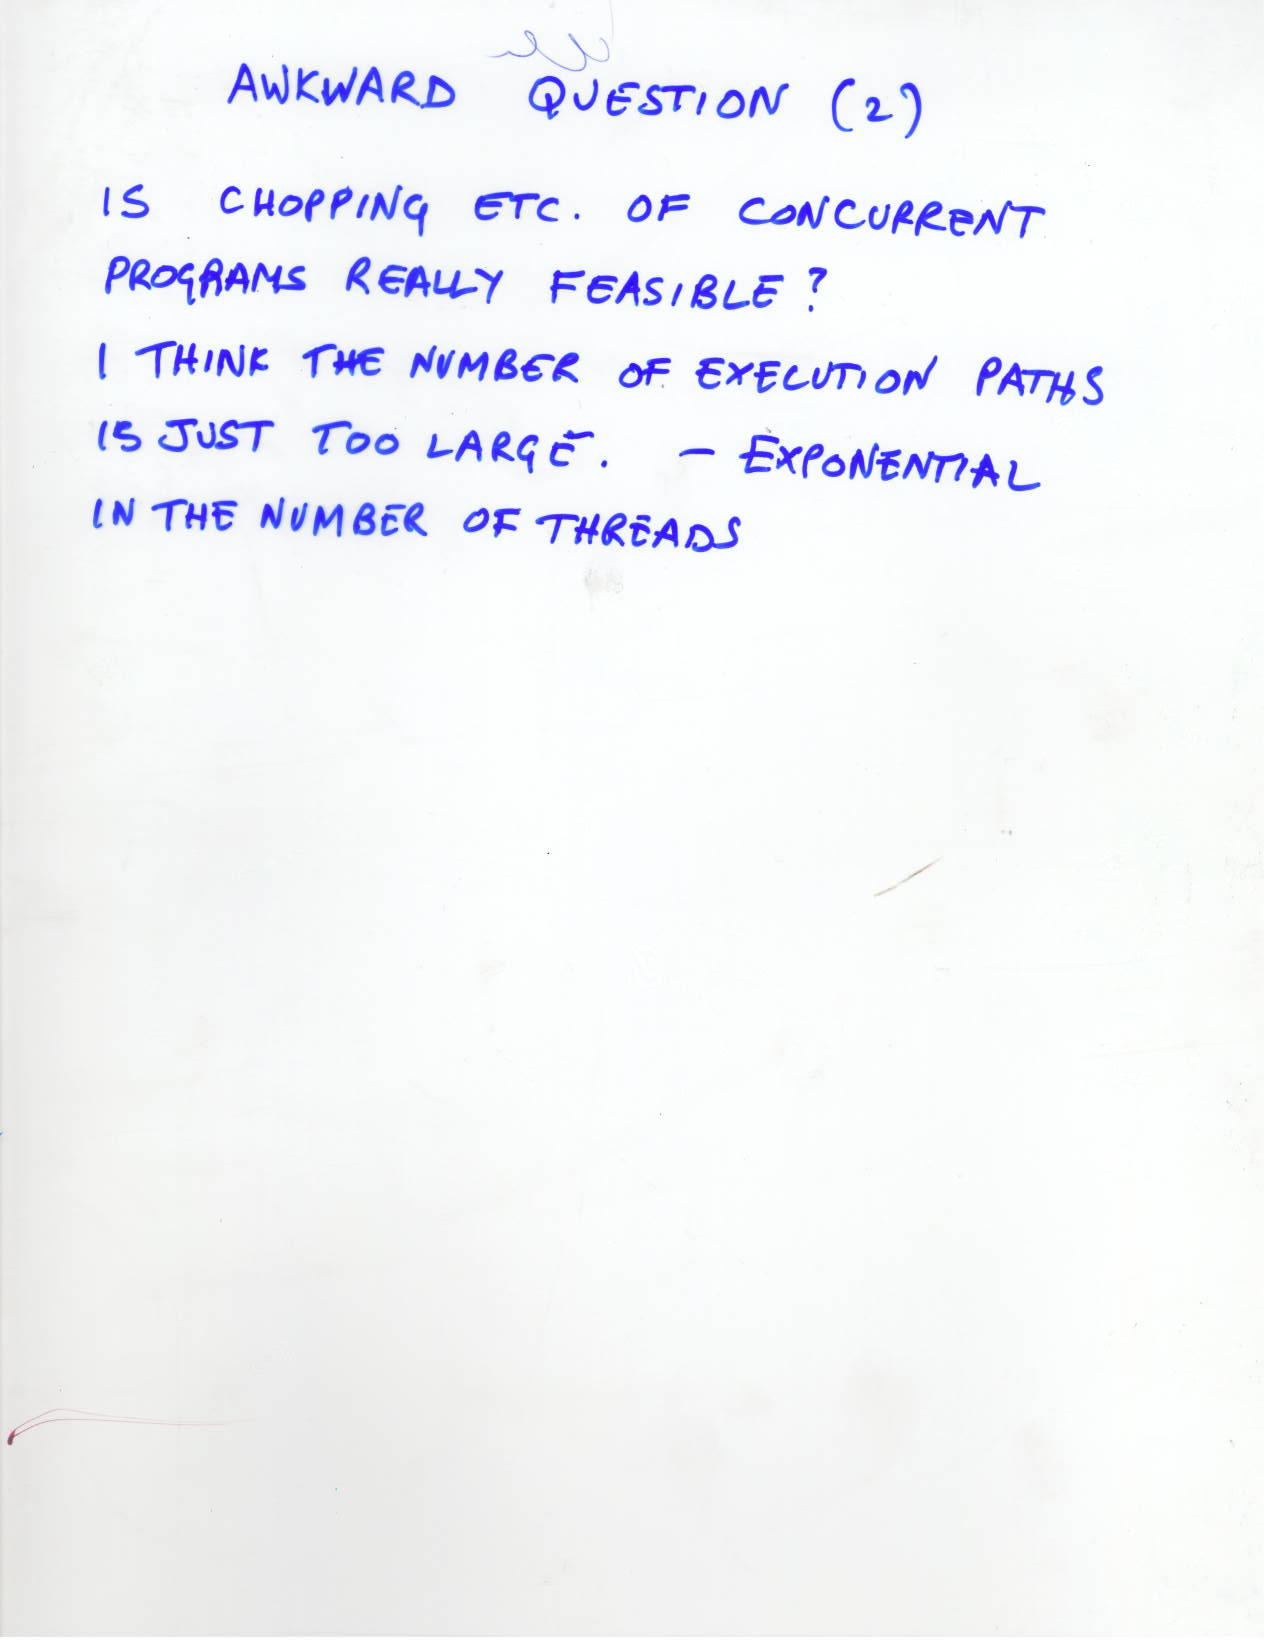 AWKWARD QUESTION (2)
IS CHOPPING ETC. OF CONCURRENT
PROGRAMS REALLY FEASIBLE?
I THINK THE NUMBER OF EXECUTION PATHS
IS JUST TOO LARGE. - EXPONENTIAL
IN THE NUMBER OF THREADS